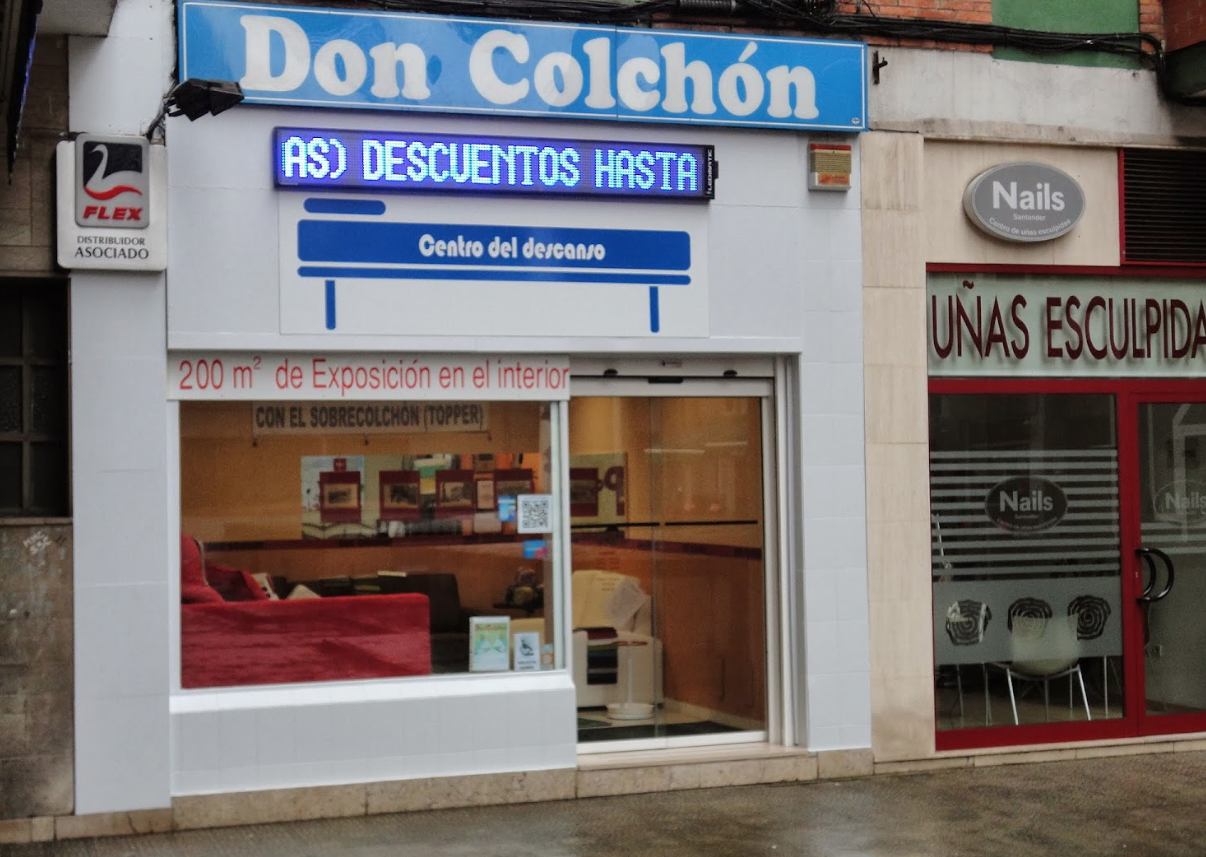 Don Colchón
AS) DESCUENTOS HASTA
LEDMATIC
FLEX
DISTRIBUIDOR
ASOCIADO
Centro del descanso
200 m² de Exposición en el interior
CON EL SOBRECOLCHÓN (TOPPER)
Nails
Santander
Centro de uñas esculpidas
UÑAS ESCULPIDA
Nails
Nails